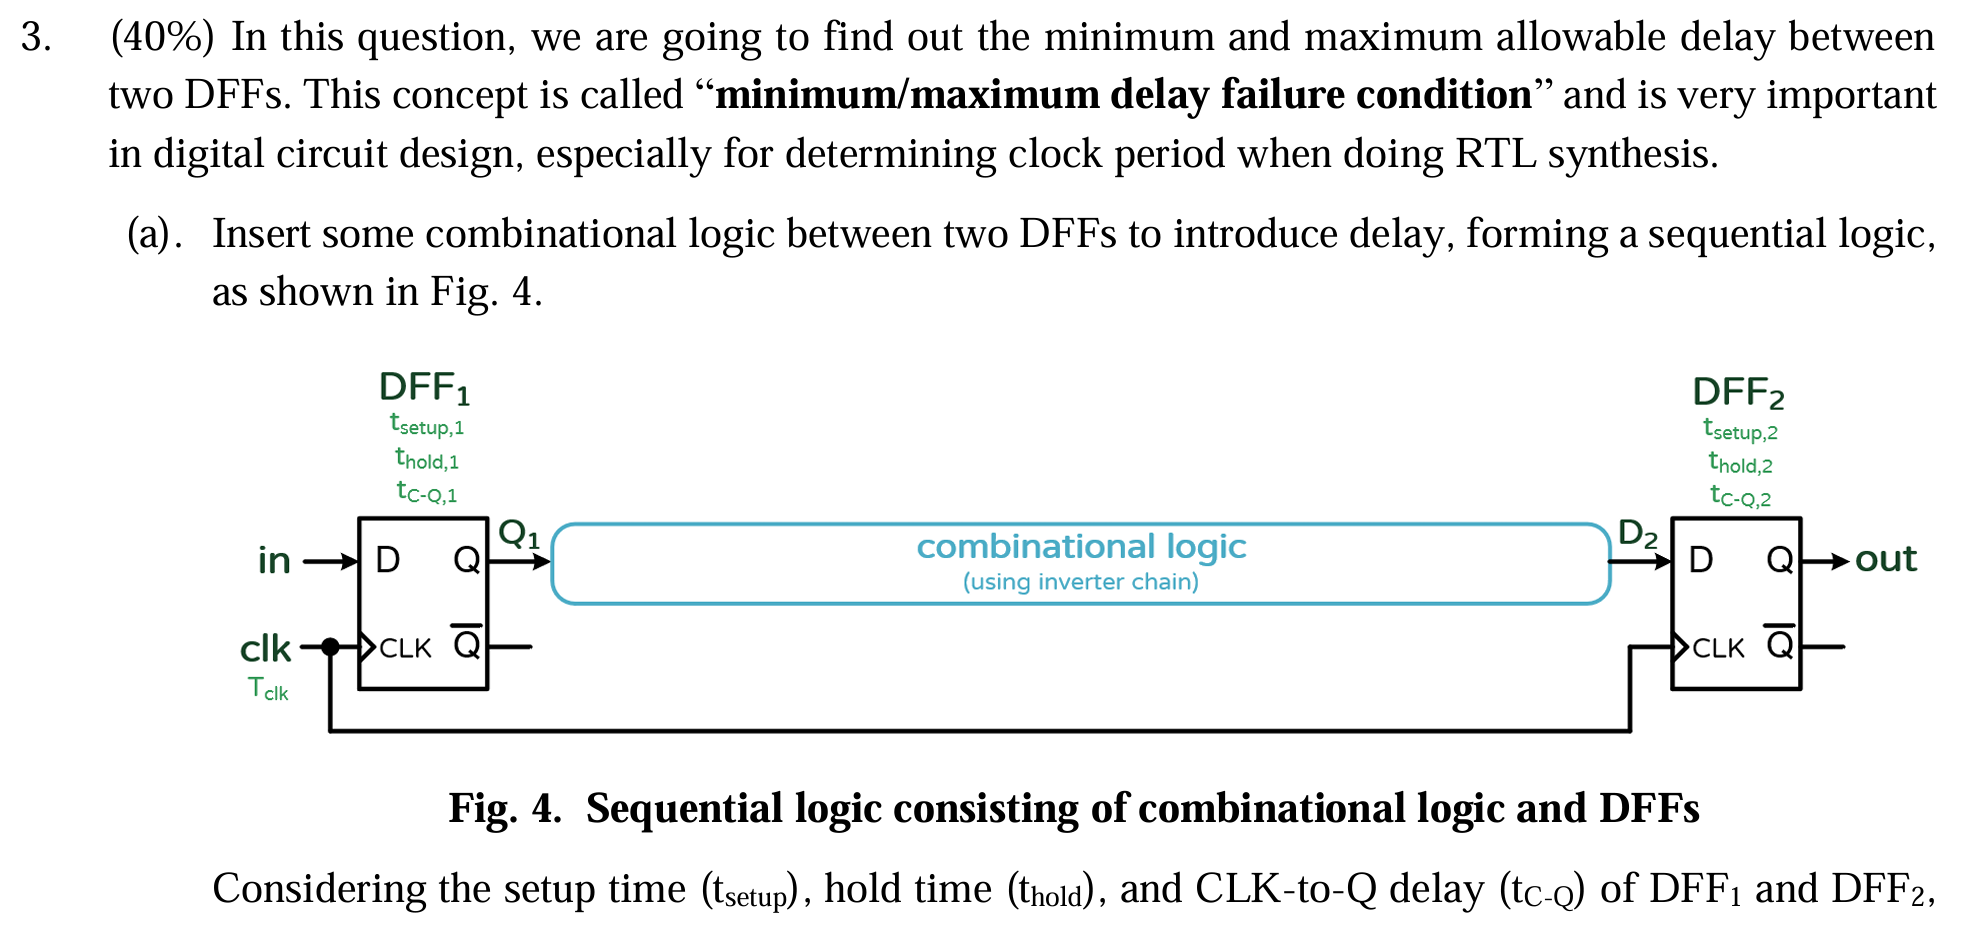 3. (40%) In this question, we are going to find out the minimum and maximum allowable delay between
two DFFs. This concept is called “minimum/maximum delay failure condition” and is very important
in digital circuit design, especially for determining clock period when doing RTL synthesis.
(a). Insert some combinational logic between two DFFs to introduce delay, forming a sequential logic,
as shown in Fig. 4.
DFF1
tsetup,1
thold,1
tC-Q,1
in
D Q
Q1
clk
CLK Q̅
Tclk
combinational logic
(using inverter chain)
DFF2
tsetup,2
thold,2
tC-Q,2
D2
D Q
out
CLK Q̅
Fig. 4. Sequential logic consisting of combinational logic and DFFs
Considering the setup time (tsetup), hold time (thold), and CLK-to-Q delay (tC-Q) of DFF1 and DFF2,